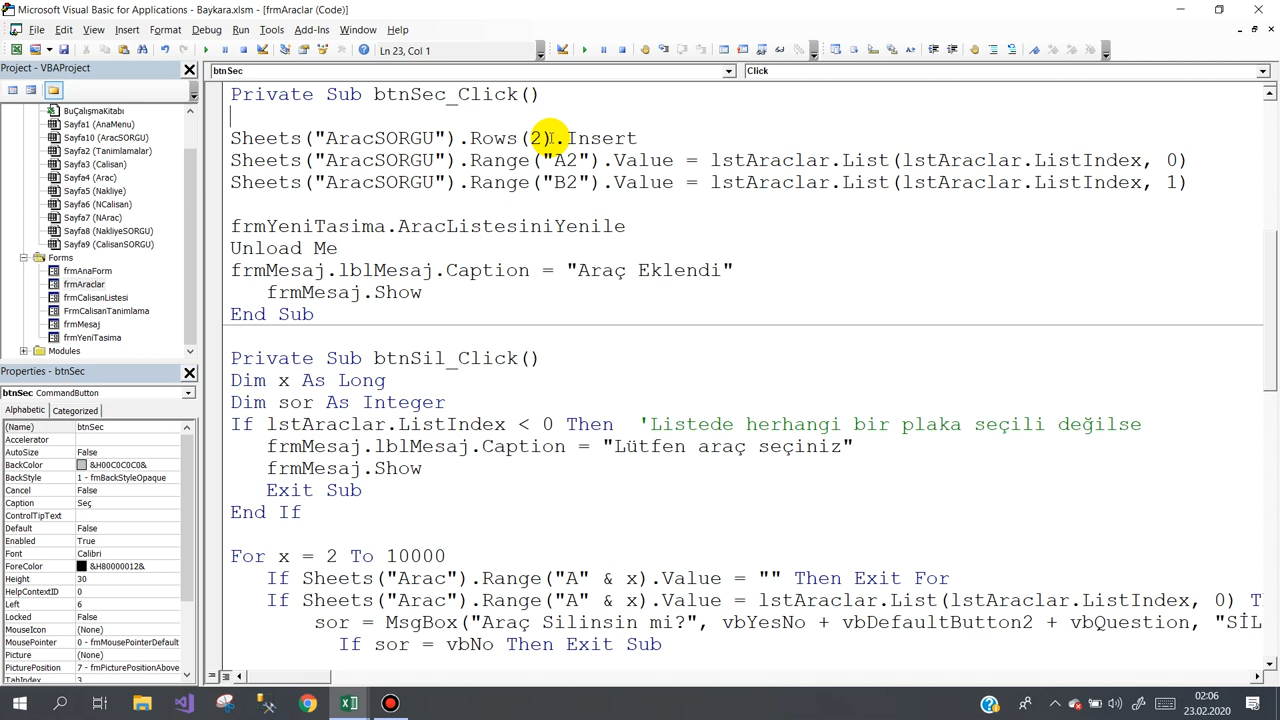 Microsoft Visual Basic for Applications - Baykara.xlsm - [frmAraclar (Code)]
File Edit View Insert Format Debug Run Tools Add-Ins Window Help
Ln 23, Col 1
Project - VBAProject
BuÇalışmaKitabı
Sayfa1 (AnaMenu)
Sayfa10 (AracSORGU)
Sayfa2 (Tanimlamalar)
Sayfa3 (Calisan)
Sayfa4 (Arac)
Sayfa5 (Nakliye)
Sayfa6 (NCalisan)
Sayfa7 (NArac)
Sayfa8 (NakliyeSORGU)
Sayfa9 (CalisanSORGU)
Forms
frmAnaForm
frmAraclar
frmCalisanListesi
FrmCalisanTanimlama
frmMesaj
frmYeniTasima
Modules
Properties - btnSec
btnSec CommandButton
Alphabetic Categorized
(Name) btnSec
Accelerator
AutoSize False
BackColor &H00C0C0C0&
BackStyle 1 - fmBackStyleOpaque
Cancel False
Caption Seç
ControlTipText
Default False
Enabled True
Font Calibri
ForeColor &H80000012&
Height 30
HelpContextID 0
Left 6
Locked False
MouseIcon (None)
MousePointer 0 - fmMousePointerDefault
Picture (None)
PicturePosition 7 - fmPicturePositionAbove
TabIndex 3
btnSec Click
Private Sub btnSec_Click()
Sheets("AracSORGU").Rows(2).Insert
Sheets("AracSORGU").Range("A2").Value = lstAraclar.List(lstAraclar.ListIndex, 0)
Sheets("AracSORGU").Range("B2").Value = lstAraclar.List(lstAraclar.ListIndex, 1)
frmYeniTasima.AracListesiniYenile
Unload Me
frmMesaj.lblMesaj.Caption = "Araç Eklendi"
frmMesaj.Show
End Sub
Private Sub btnSil_Click()
Dim x As Long
Dim sor As Integer
If lstAraclar.ListIndex < 0 Then 'Listede herhangi bir plaka seçili değilse
frmMesaj.lblMesaj.Caption = "Lütfen araç seçiniz"
frmMesaj.Show
Exit Sub
End If
For x = 2 To 10000
If Sheets("Arac").Range("A" & x).Value = "" Then Exit For
If Sheets("Arac").Range("A" & x).Value = lstAraclar.List(lstAraclar.ListIndex, 0) T
sor = MsgBox("Araç Silinsin mi?", vbYesNo + vbDefaultButton2 + vbQuestion, "SİL
If sor = vbNo Then Exit Sub
02:06
23.02.2020